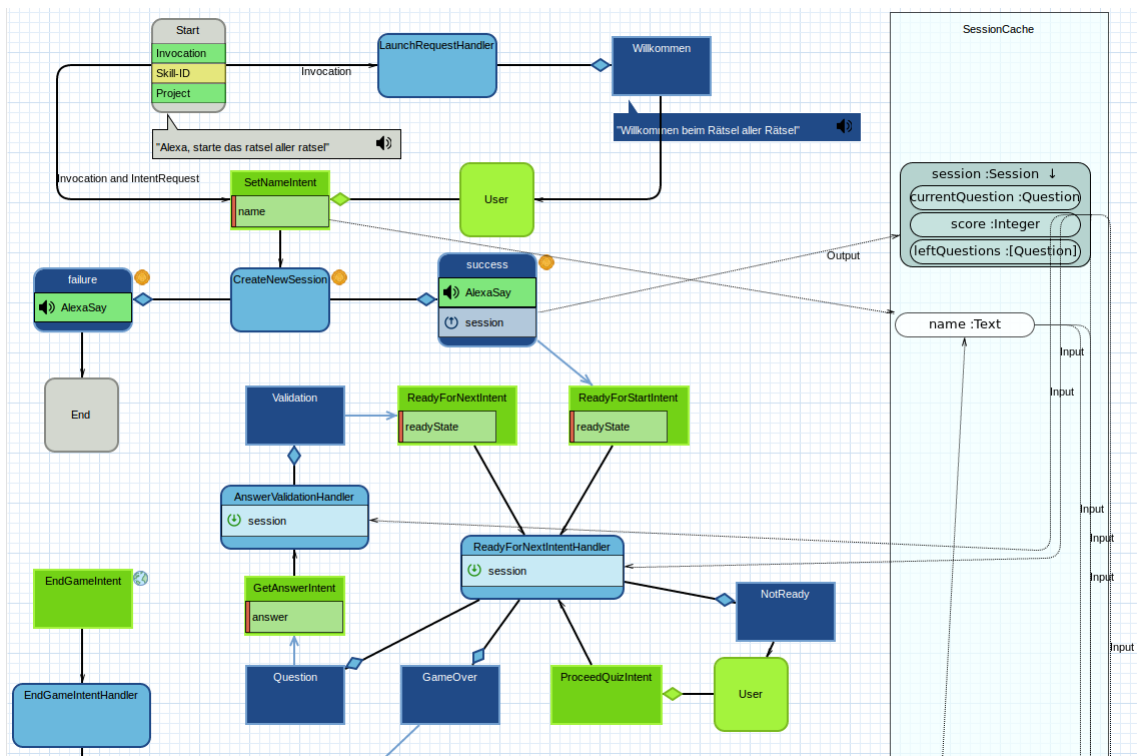 Start
Invocation
Skill-ID
Project
Invocation
LaunchRequestHandler
Willkommen
SessionCache
"Alexa, starte das ratsel aller ratsel"
"Willkommen beim Rätsel aller Rätsel"
Invocation and IntentRequest
SetNameIntent
name
User
session :Session ↓
currentQuestion :Question
score :Integer
leftQuestions :[Question]
Output
failure
AlexaSay
CreateNewSession
success
AlexaSay
session
name :Text
Input
Input
End
Validation
ReadyForNextIntent
readyState
ReadyForStartIntent
readyState
AnswerValidationHandler
session
Input
Input
ReadyForNextIntentHandler
session
Input
EndGameIntent
GetAnswerIntent
answer
NotReady
Input
Question
GameOver
ProceedQuizIntent
User
EndGameIntentHandler